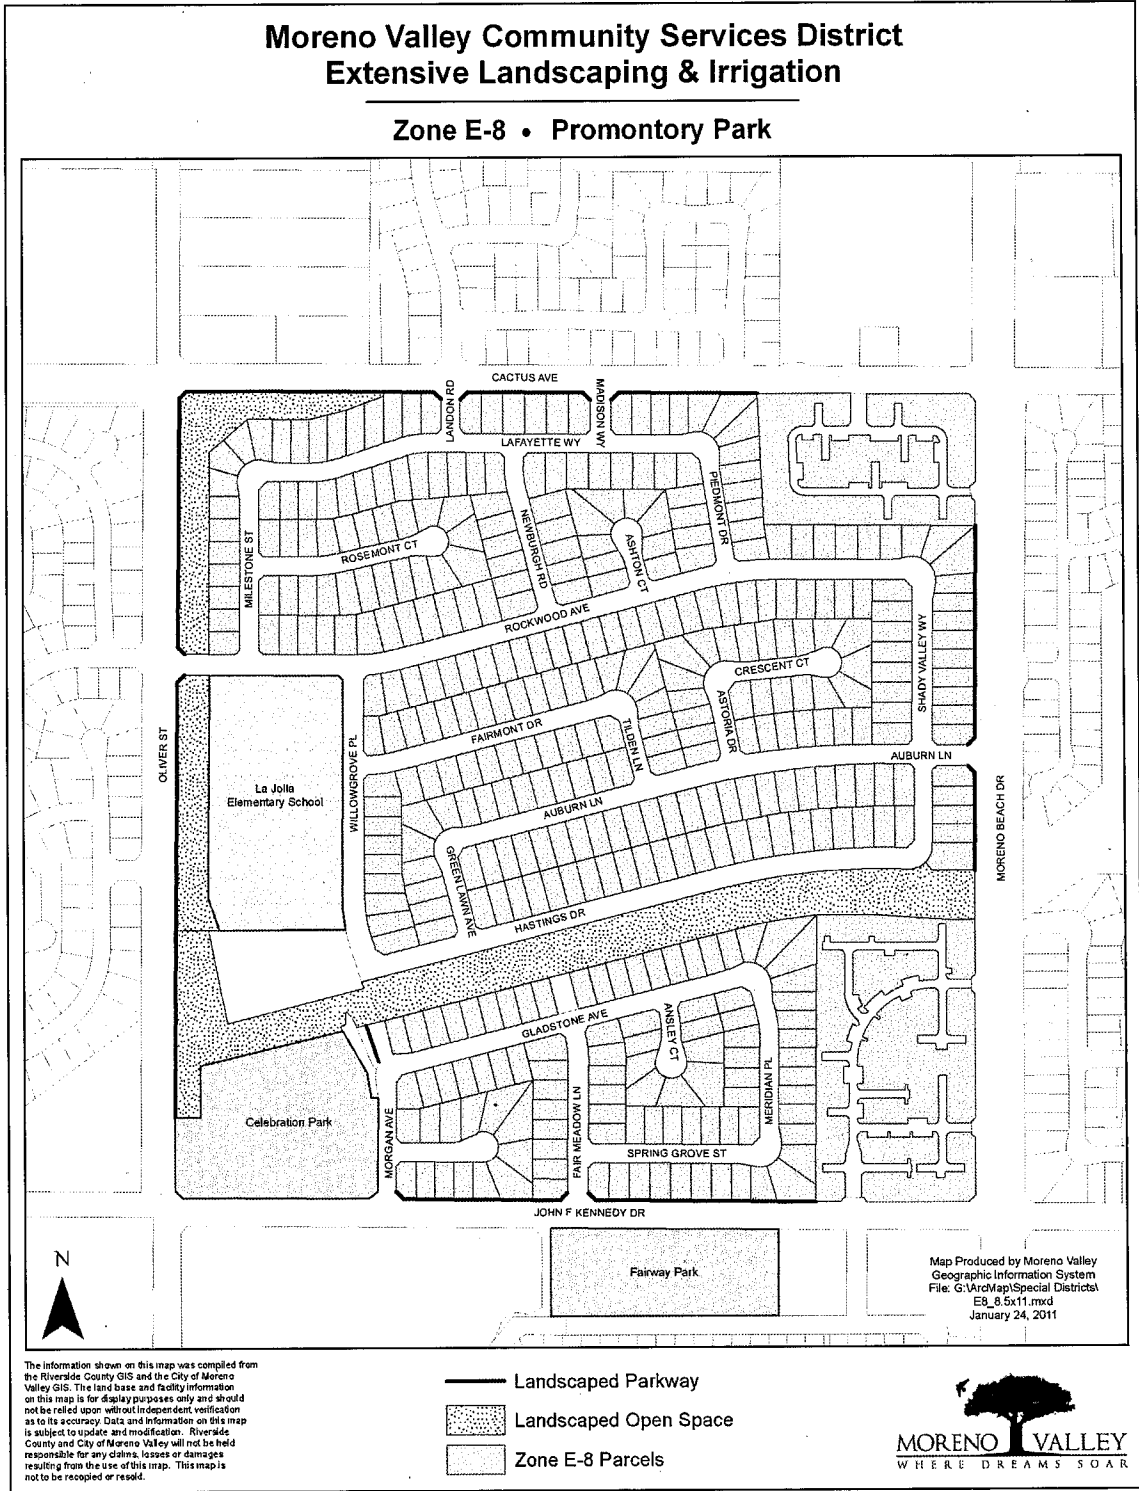 Moreno Valley Community Services District
Extensive Landscaping & Irrigation
Zone E-8 • Promontory Park
CACTUS AVE
LANDON RD
MADISON WY
LAFAYETTE WY
PIEDMONT DR
NEWBURGH RD
ASHTON CT
ROSEMONT CT
MILESTONE ST
ROCKWOOD AVE
SHADY VALLEY WY
CRESCENT CT
ASTORIA DR
FAIRMONT DR
TILDEN LN
OLIVER ST
WILLOWGROVE PL
La Jolla
Elementary School
AUBURN LN
AUBURN LN
MORENO BEACH DR
GREEN LAWN AVE
HASTINGS DR
GLADSTONE AVE
ANSLEY CT
MERIDIAN PL
FAIR MEADOW LN
MORGAN AVE
Celebration Park
SPRING GROVE ST
JOHN F KENNEDY DR
Fairway Park
N
Map Produced by Moreno Valley
Geographic Information System
File: G:\ArcMap\Special Districts\
E8_8.5x11.mxd
January 24, 2011
The information shown on this map was compiled from
the Riverside County GIS and the City of Moreno
Valley GIS. The land base and facility information
on this map is for display purposes only and should
not be relied upon without independent verification
as to its accuracy. Data and information on this map
is subject to update and modification. Riverside
County and City of Moreno Valley will not be held
responsible for any claims, losses or damages
resulting from the use of this map. This map is
not to be recopied or resold.
Landscaped Parkway
Landscaped Open Space
Zone E-8 Parcels
MORENO VALLEY
WHERE DREAMS SOAR